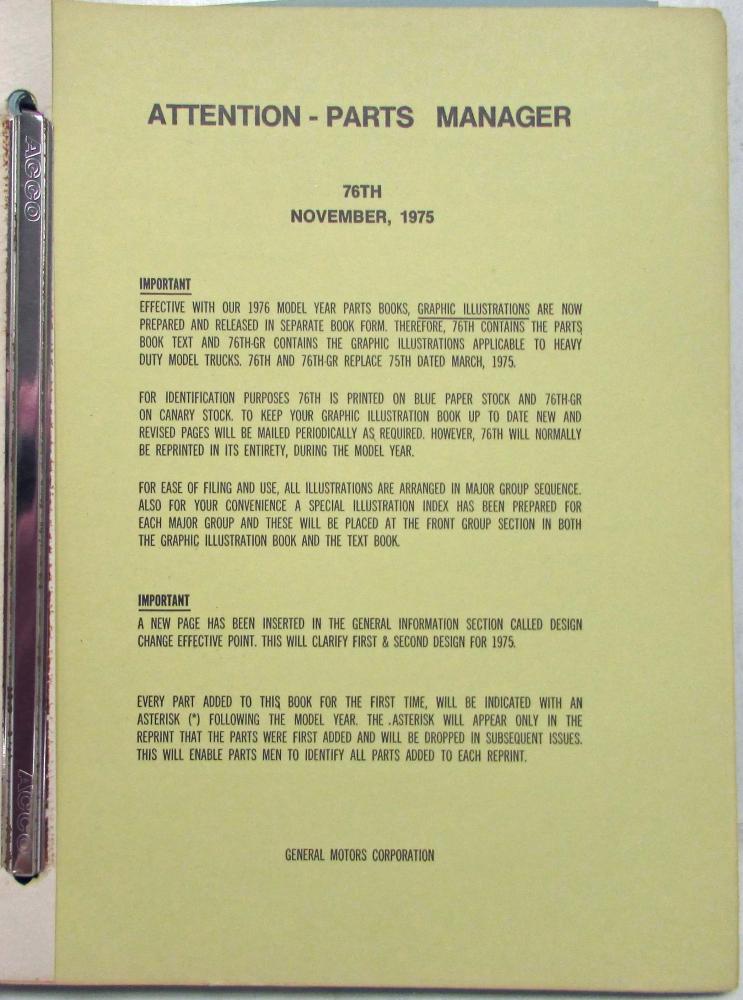 ATTENTION - PARTS MANAGER
76TH
NOVEMBER, 1975
IMPORTANT
EFFECTIVE WITH OUR 1976 MODEL YEAR PARTS BOOKS, GRAPHIC ILLUSTRATIONS ARE NOW
PREPARED AND RELEASED IN SEPARATE BOOK FORM. THEREFORE, 76TH CONTAINS THE PARTS
BOOK TEXT AND 76TH-GR CONTAINS THE GRAPHIC ILLUSTRATIONS APPLICABLE TO HEAVY
DUTY MODEL TRUCKS. 76TH AND 76TH-GR REPLACE 75TH DATED MARCH, 1975.
FOR IDENTIFICATION PURPOSES 76TH IS PRINTED ON BLUE PAPER STOCK AND 76TH-GR
ON CANARY STOCK. TO KEEP YOUR GRAPHIC ILLUSTRATION BOOK UP TO DATE NEW AND
REVISED PAGES WILL BE MAILED PERIODICALLY AS REQUIRED. HOWEVER, 76TH WILL NORMALLY
BE REPRINTED IN ITS ENTIRETY, DURING THE MODEL YEAR.
FOR EASE OF FILING AND USE, ALL ILLUSTRATIONS ARE ARRANGED IN MAJOR GROUP SEQUENCE.
ALSO FOR YOUR CONVENIENCE A SPECIAL ILLUSTRATION INDEX HAS BEEN PREPARED FOR
EACH MAJOR GROUP AND THESE WILL BE PLACED AT THE FRONT GROUP SECTION IN BOTH
THE GRAPHIC ILLUSTRATION BOOK AND THE TEXT BOOK.
IMPORTANT
A NEW PAGE HAS BEEN INSERTED IN THE GENERAL INFORMATION SECTION CALLED DESIGN
CHANGE EFFECTIVE POINT. THIS WILL CLARIFY FIRST & SECOND DESIGN FOR 1975.
EVERY PART ADDED TO THIS BOOK FOR THE FIRST TIME, WILL BE INDICATED WITH AN
ASTERISK (*) FOLLOWING THE MODEL YEAR. THE .ASTERISK WILL APPEAR ONLY IN THE
REPRINT THAT THE PARTS WERE FIRST ADDED AND WILL BE DROPPED IN SUBSEQUENT ISSUES.
THIS WILL ENABLE PARTS MEN TO IDENTIFY ALL PARTS ADDED TO EACH REPRINT.
GENERAL MOTORS CORPORATION
ACCO
ACCO